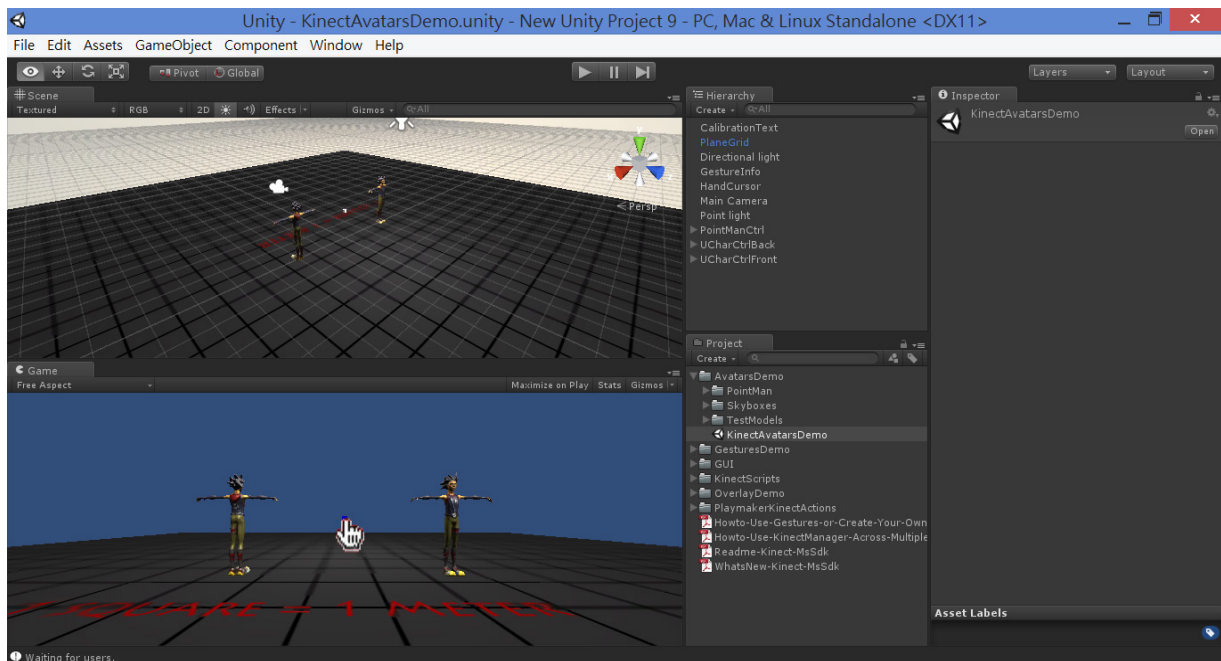 Unity - KinectAvatarsDemo.unity - New Unity Project 9 - PC, Mac & Linux Standalone <DX11>
File Edit Assets GameObject Component Window Help
Pivot Global Layers Layout
Scene
Textured RGB 2D Effects Gizmos All
Persp
Game
Free Aspect Maximize on Play Stats Gizmos
SQUARE = 1 METER
Hierarchy
Create All
CalibrationText
PlaneGrid
Directional light
GestureInfo
HandCursor
Main Camera
Point light
PointManCtrl
UCharCtrlBack
UCharCtrlFront
Project
Create
AvatarsDemo
PointMan
Skyboxes
TestModels
KinectAvatarsDemo
GesturesDemo
GUI
KinectScripts
OverlayDemo
PlaymakerKinectActions
Howto-Use-Gestures-or-Create-Your-Own
Howto-Use-KinectManager-Across-Multiple
Readme-Kinect-MsSdk
WhatsNew-Kinect-MsSdk
Inspector
KinectAvatarsDemo
Open
Asset Labels
Waiting for users.